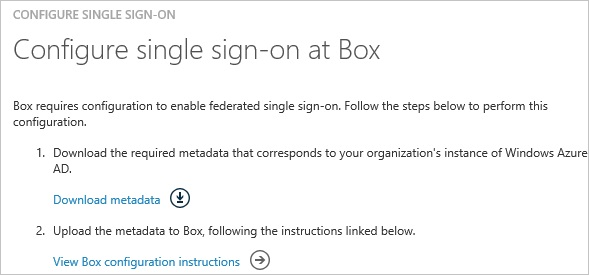 CONFIGURE SINGLE SIGN-ON
Configure single sign-on at Box
Box requires configuration to enable federated single sign-on. Follow the steps below to perform this
configuration.
1. Download the required metadata that corresponds to your organization's instance of Windows Azure
AD.
Download metadata
2. Upload the metadata to Box, following the instructions linked below.
View Box configuration instructions